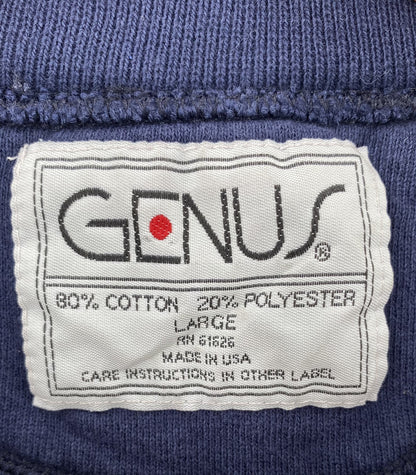 GENUS®
80% COTTON 20% POLYESTER
LARGE
RN 61626
MADE IN USA
CARE INSTRUCTIONS IN OTHER LABEL